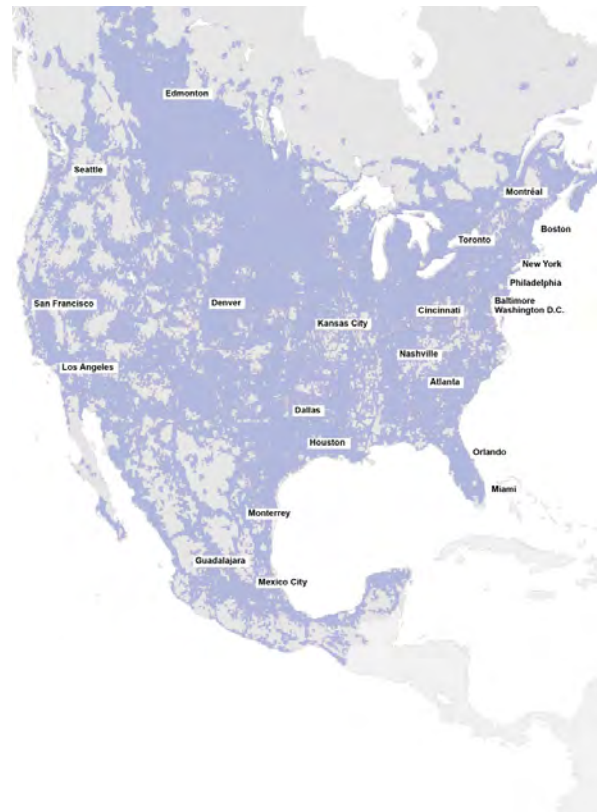 Edmonton
Seattle
Montréal
Boston
Toronto
New York
Philadelphia
San Francisco
Denver
Cincinnati
Baltimore
Washington D.C.
Kansas City
Nashville
Los Angeles
Atlanta
Dallas
Houston
Orlando
Miami
Monterrey
Guadalajara
Mexico City